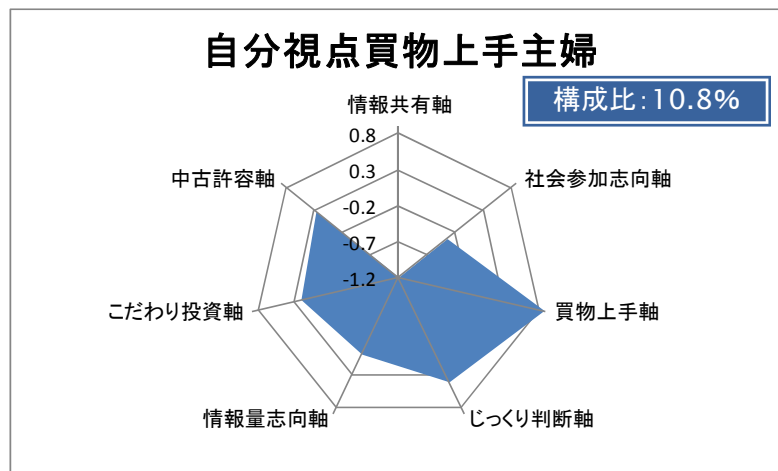 自分視点買物上手主婦
構成比:10.8%
情報共有軸
社会参加志向軸
買物上手軸
じっくり判断軸
情報量志向軸
こだわり投資軸
中古許容軸
0.8
0.3
-0.2
-0.7
-1.2